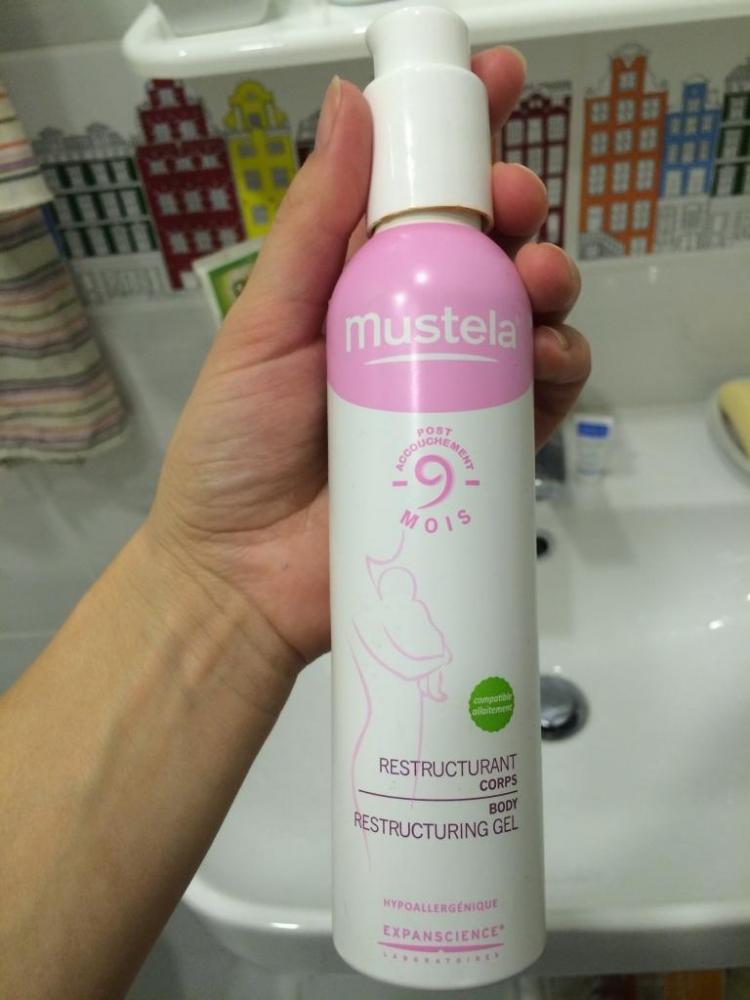 mustela
POST
ACCOUCHEMENT
9
MOIS
compatible
allaitement
RESTRUCTURANT
CORPS
BODY
RESTRUCTURING GEL
HYPOALLERGÉNIQUE
EXPANSCIENCE®
LABORATOIRES